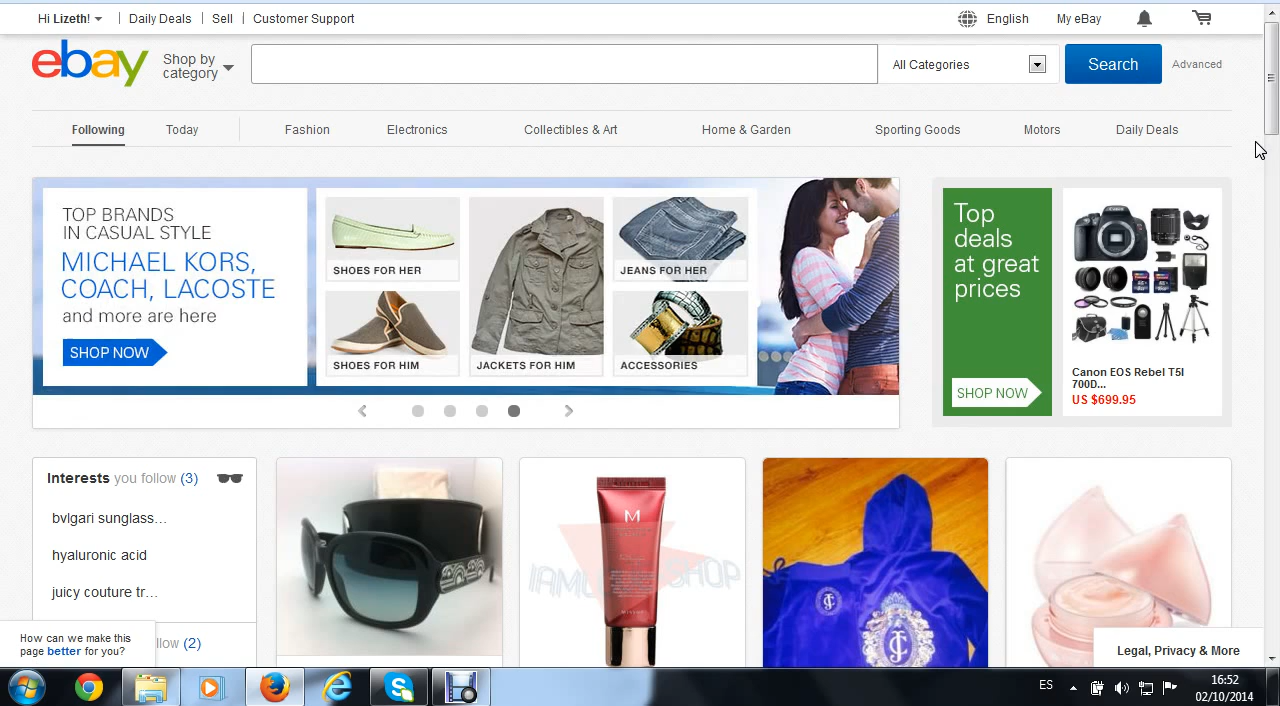 Hi Lizeth!
Daily Deals
Sell
Customer Support
English
My eBay
ebay
Shop by
category
All Categories
Search
Advanced
Following
Today
Fashion
Electronics
Collectibles & Art
Home & Garden
Sporting Goods
Motors
Daily Deals
TOP BRANDS
IN CASUAL STYLE
MICHAEL KORS,
COACH, LACOSTE
and more are here
SHOP NOW
SHOES FOR HER
SHOES FOR HIM
JACKETS FOR HIM
JEANS FOR HER
ACCESSORIES
Top
deals
at great
prices
SHOP NOW
Canon EOS Rebel T5I
700D...
US $699.95
Interests you follow (3)
bvlgari sunglass...
hyaluronic acid
juicy couture tr...
llow (2)
How can we make this
page better for you?
M
SHOP
Legal, Privacy & More
ES
16:52
02/10/2014